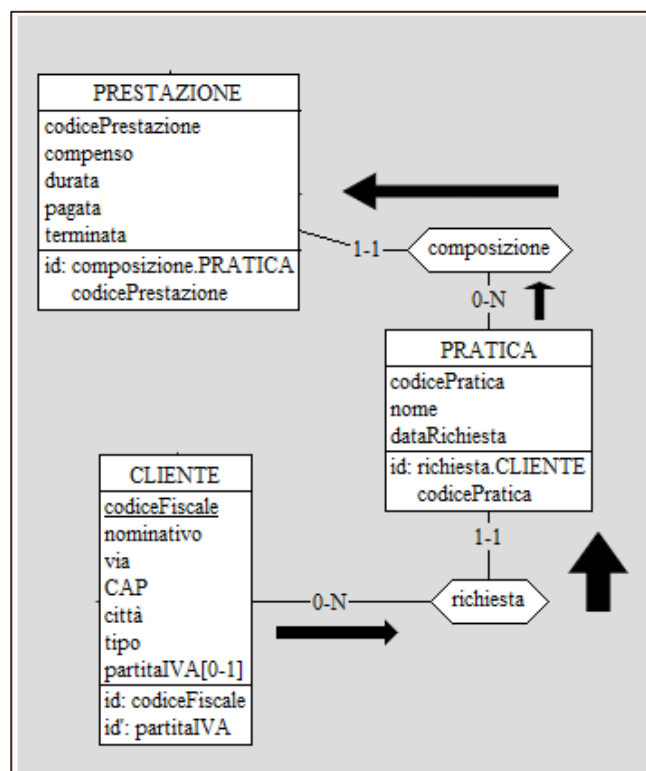 PRESTAZIONE
codicePrestazione
compenso
durata
pagata
terminata
id: composizione.PRATICA
codicePrestazione
1-1
composizione
0-N
PRATICA
codicePratica
nome
dataRichiesta
id: richiesta.CLIENTE
codicePratica
1-1
richiesta
0-N
CLIENTE
codiceFiscale
nominativo
via
CAP
città
tipo
partitaIVA[0-1]
id: codiceFiscale
id': partitaIVA